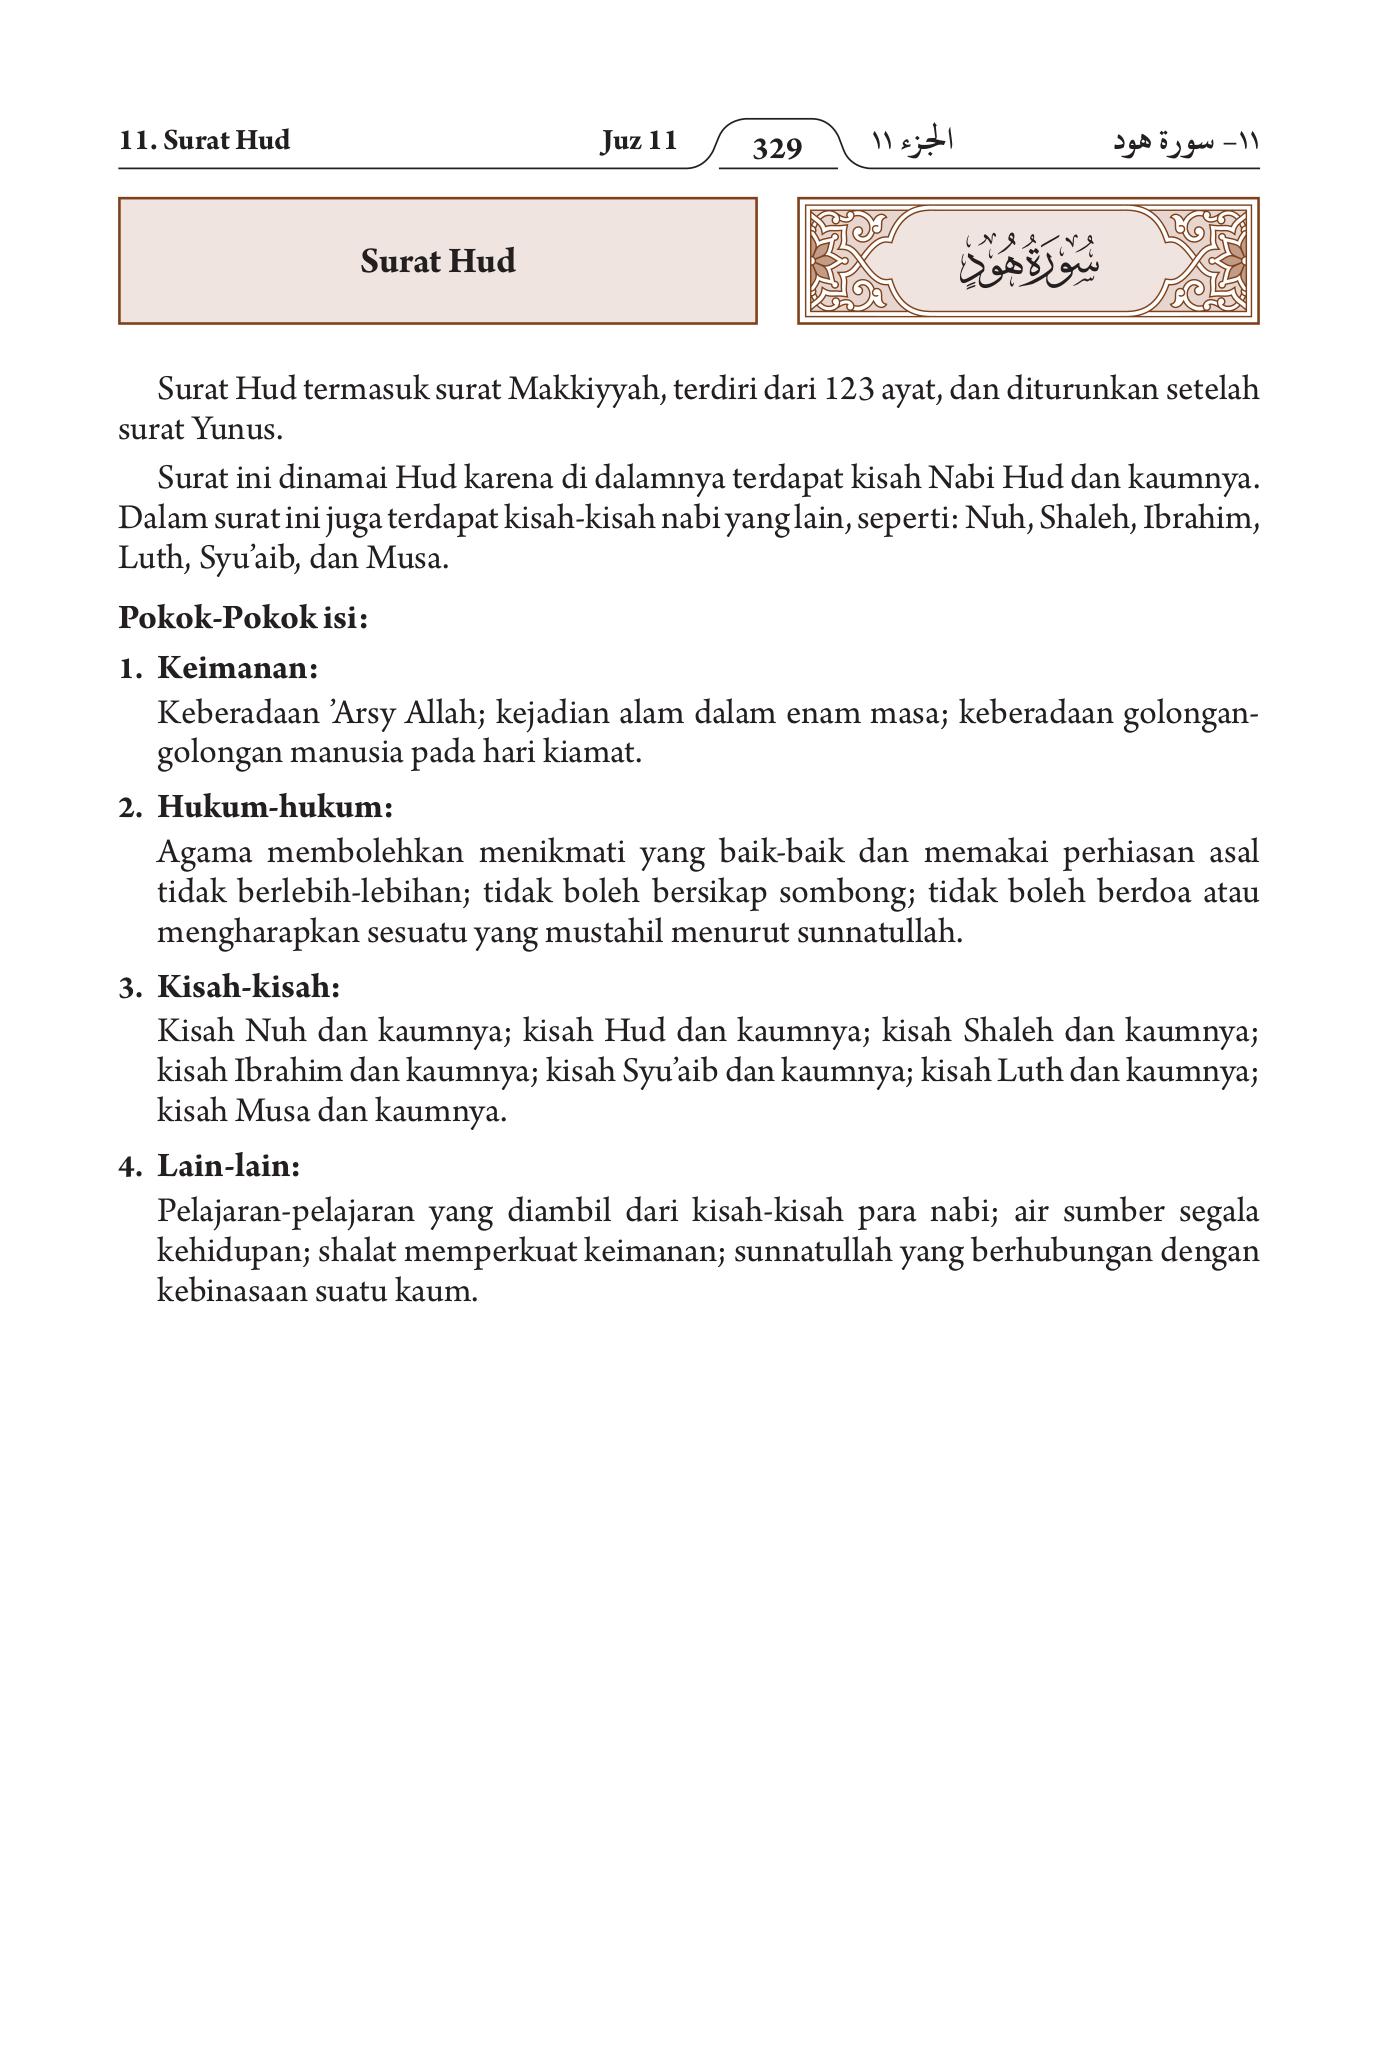 11. Surat Hud
Juz 11
329
الجزء ١١
١١- سورة هود
Surat Hud
سُوْرَةُ هُوْدٍ
Surat Hud termasuk surat Makkiyyah, terdiri dari 123 ayat, dan diturunkan setelah
surat Yunus.
Surat ini dinamai Hud karena di dalamnya terdapat kisah Nabi Hud dan kaumnya.
Dalam surat ini juga terdapat kisah-kisah nabi yang lain, seperti: Nuh, Shaleh, Ibrahim,
Luth, Syu’aib, dan Musa.
Pokok-Pokok isi:
1. Keimanan:
Keberadaan ’Arsy Allah; kejadian alam dalam enam masa; keberadaan golongan-
golongan manusia pada hari kiamat.
2. Hukum-hukum:
Agama membolehkan menikmati yang baik-baik dan memakai perhiasan asal
tidak berlebih-lebihan; tidak boleh bersikap sombong; tidak boleh berdoa atau
mengharapkan sesuatu yang mustahil menurut sunnatullah.
3. Kisah-kisah:
Kisah Nuh dan kaumnya; kisah Hud dan kaumnya; kisah Shaleh dan kaumnya;
kisah Ibrahim dan kaumnya; kisah Syu’aib dan kaumnya; kisah Luth dan kaumnya;
kisah Musa dan kaumnya.
4. Lain-lain:
Pelajaran-pelajaran yang diambil dari kisah-kisah para nabi; air sumber segala
kehidupan; shalat memperkuat keimanan; sunnatullah yang berhubungan dengan
kebinasaan suatu kaum.